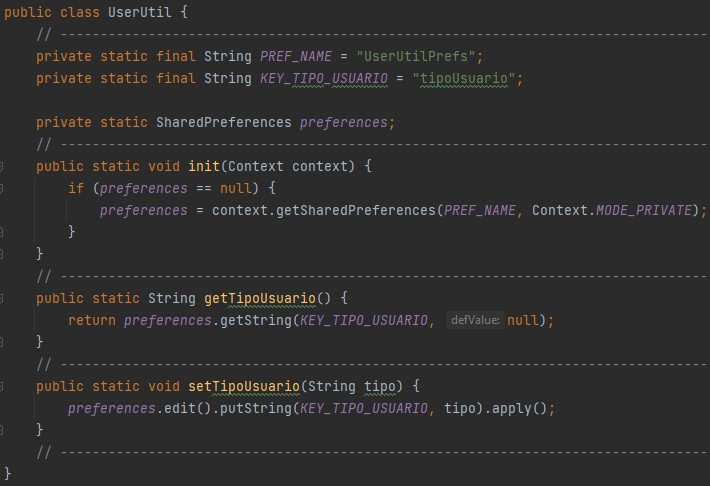 public class UserUtil {
// ---------------------------------------------------------------------------------
private static final String PREF_NAME = "UserUtilPrefs";
private static final String KEY_TIPO_USUARIO = "tipoUsuario";
private static SharedPreferences preferences;
// ---------------------------------------------------------------------------------
public static void init(Context context) {
if (preferences == null) {
preferences = context.getSharedPreferences(PREF_NAME, Context.MODE_PRIVATE);
}
}
// ---------------------------------------------------------------------------------
public static String getTipoUsuario() {
return preferences.getString(KEY_TIPO_USUARIO, defValue: null);
}
// ---------------------------------------------------------------------------------
public static void setTipoUsuario(String tipo) {
preferences.edit().putString(KEY_TIPO_USUARIO, tipo).apply();
}
// ---------------------------------------------------------------------------------
}